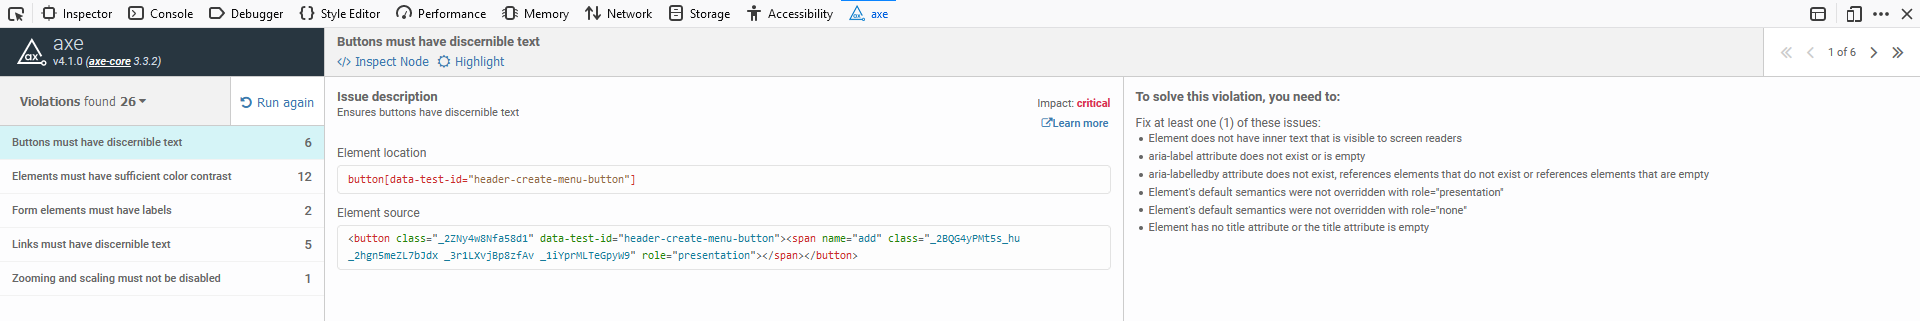 Inspector Console Debugger Style Editor Performance Memory Network Storage Accessibility axe
axe
v4.1.0 (axe-core 3.3.2)
Violations found 26
Run again
Buttons must have discernible text 6
Elements must have sufficient color contrast 12
Form elements must have labels 2
Links must have discernible text 5
Zooming and scaling must not be disabled 1
Buttons must have discernible text
</> Inspect Node Highlight
1 of 6
Issue description
Ensures buttons have discernible text
Impact: critical
Learn more
Element location
button[data-test-id="header-create-menu-button"]
Element source
<button class="_2ZNy4w8Nfa58d1" data-test-id="header-create-menu-button"><span name="add" class="_2BQG4yPMt5s_hu
_2hgn5meZL7bJdx _3r1LXvjBp8zfAv _1iYprMLTeGpyW9" role="presentation"></span></button>
To solve this violation, you need to:
Fix at least one (1) of these issues:
• Element does not have inner text that is visible to screen readers
• aria-label attribute does not exist or is empty
• aria-labelledby attribute does not exist, references elements that do not exist or references elements that are empty
• Element's default semantics were not overridden with role="presentation"
• Element's default semantics were not overridden with role="none"
• Element has no title attribute or the title attribute is empty